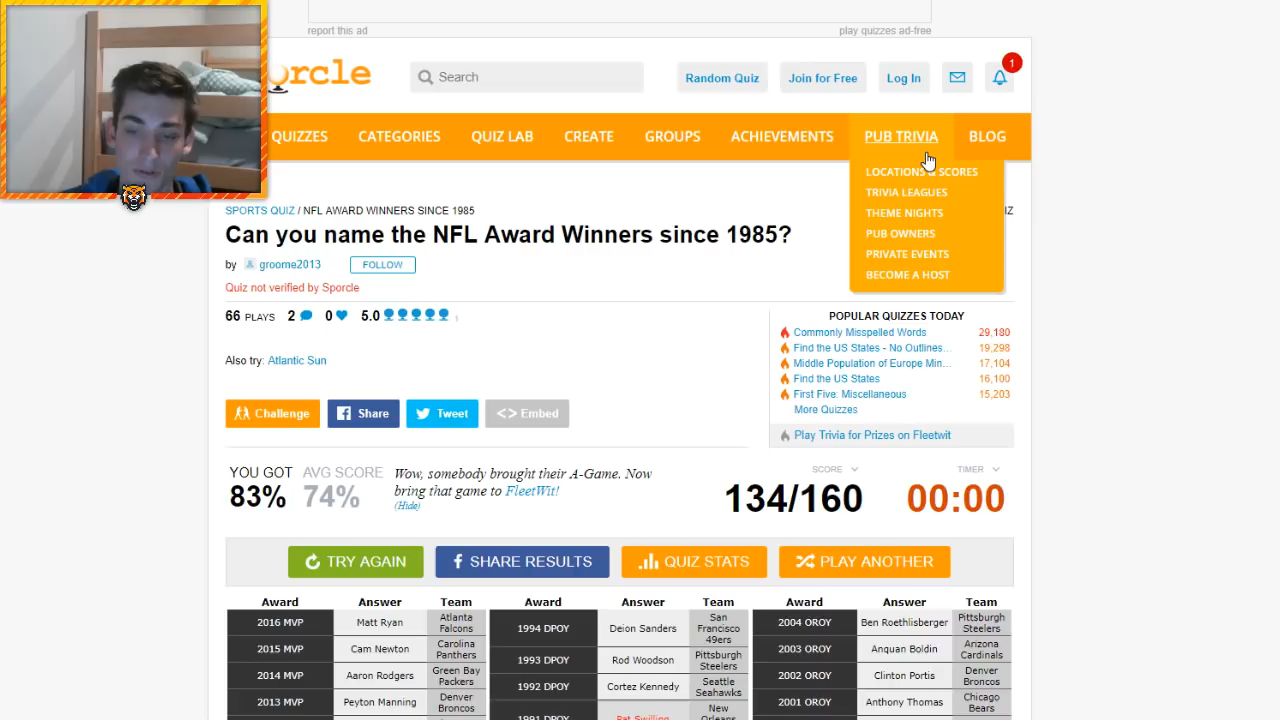 report this ad
play quizzes ad-free
rcle
Search
Random Quiz
Join for Free
Log In
1
QUIZZES
CATEGORIES
QUIZ LAB
CREATE
GROUPS
ACHIEVEMENTS
PUB TRIVIA
BLOG
LOCATIONS & SCORES
TRIVIA LEAGUES
THEME NIGHTS
PUB OWNERS
PRIVATE EVENTS
BECOME A HOST
SPORTS QUIZ / NFL AWARD WINNERS SINCE 1985
IZ
Can you name the NFL Award Winners since 1985?
by groome2013 FOLLOW
Quiz not verified by Sporcle
66 PLAYS 2 0 5.0 1
Also try: Atlantic Sun
Challenge
Share
Tweet
<> Embed
POPULAR QUIZZES TODAY
Commonly Misspelled Words 29,180
Find the US States - No Outlines... 19,298
Middle Population of Europe Min... 17,104
Find the US States 16,100
First Five: Miscellaneous 15,203
More Quizzes
Play Trivia for Prizes on Fleetwit
YOU GOT
83%
AVG SCORE
74%
Wow, somebody brought their A-Game. Now
bring that game to FleetWit!
(Hide)
SCORE
134/160
TIMER
00:00
TRY AGAIN
SHARE RESULTS
QUIZ STATS
PLAY ANOTHER
Award Answer Team
2016 MVP Matt Ryan Atlanta Falcons
2015 MVP Cam Newton Carolina Panthers
2014 MVP Aaron Rodgers Green Bay Packers
2013 MVP Peyton Manning Denver Broncos
Award Answer Team
1994 DPOY Deion Sanders San Francisco 49ers
1993 DPOY Rod Woodson Pittsburgh Steelers
1992 DPOY Cortez Kennedy Seattle Seahawks
1991 DPOY Pat Swilling New Orleans
Award Answer Team
2004 OROY Ben Roethlisberger Pittsburgh Steelers
2003 OROY Anquan Boldin Arizona Cardinals
2002 OROY Clinton Portis Denver Broncos
2001 OROY Anthony Thomas Chicago Bears